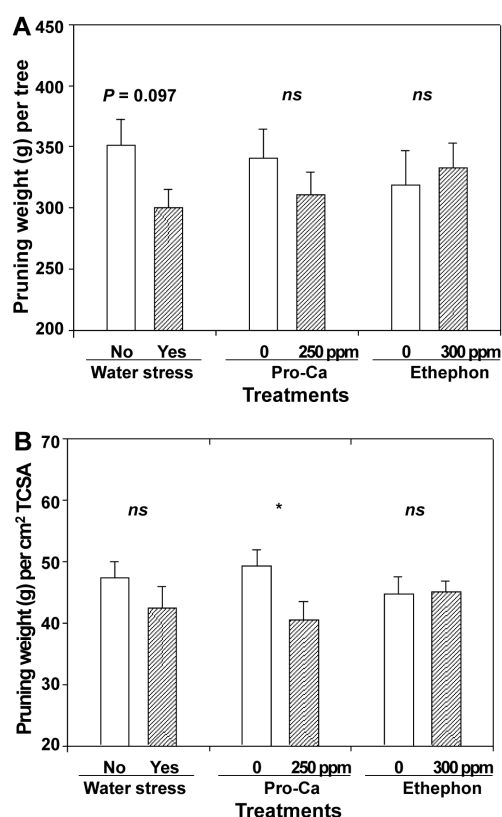 A
Pruning weight (g) per tree
450
400
350
300
250
200
P = 0.097 ns ns
No Yes 0 250 ppm 0 300 ppm
Water stress Pro-Ca Ethephon
Treatments
B
Pruning weight (g) per cm² TCSA
70
60
50
40
30
20
ns * ns
No Yes 0 250 ppm 0 300 ppm
Water stress Pro-Ca Ethephon
Treatments